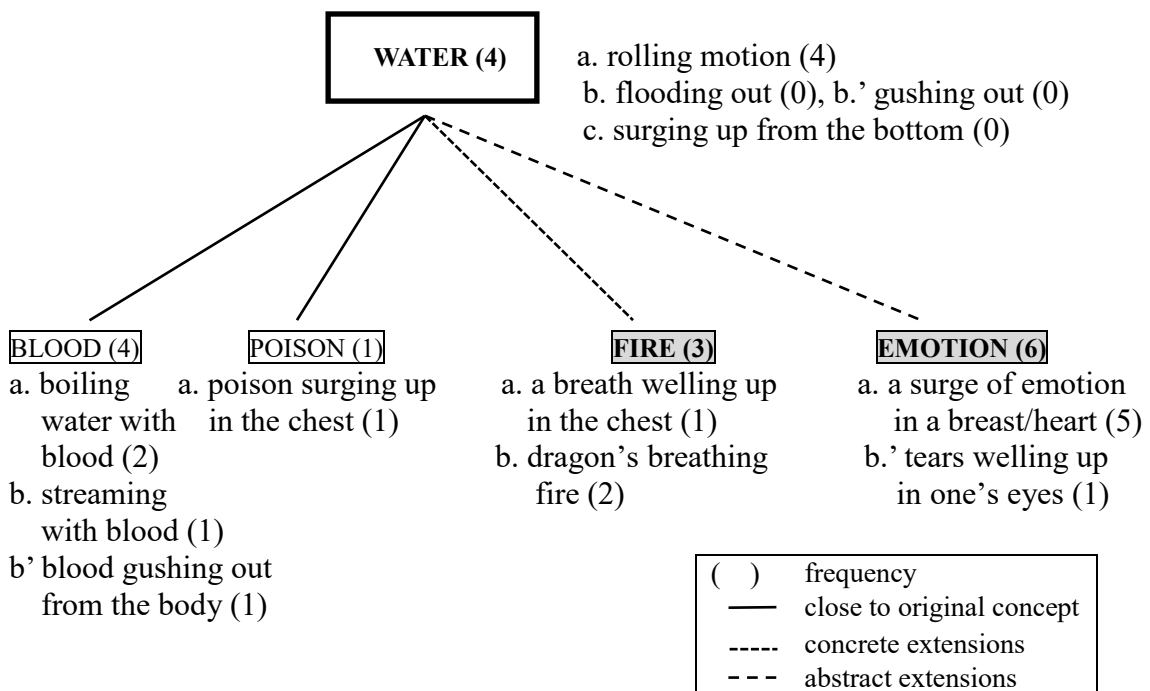 WATER (4)
a. rolling motion (4)
b. flooding out (0), b.’ gushing out (0)
c. surging up from the bottom (0)
BLOOD (4)
a. boiling
water with
blood (2)
b. streaming
with blood (1)
b’ blood gushing out
from the body (1)
POISON (1)
a. poison surging up
in the chest (1)
FIRE (3)
a. a breath welling up
in the chest (1)
b. dragon’s breathing
fire (2)
EMOTION (6)
a. a surge of emotion
in a breast/heart (5)
b.’ tears welling up
in one’s eyes (1)
( ) frequency
close to original concept
concrete extensions
abstract extensions